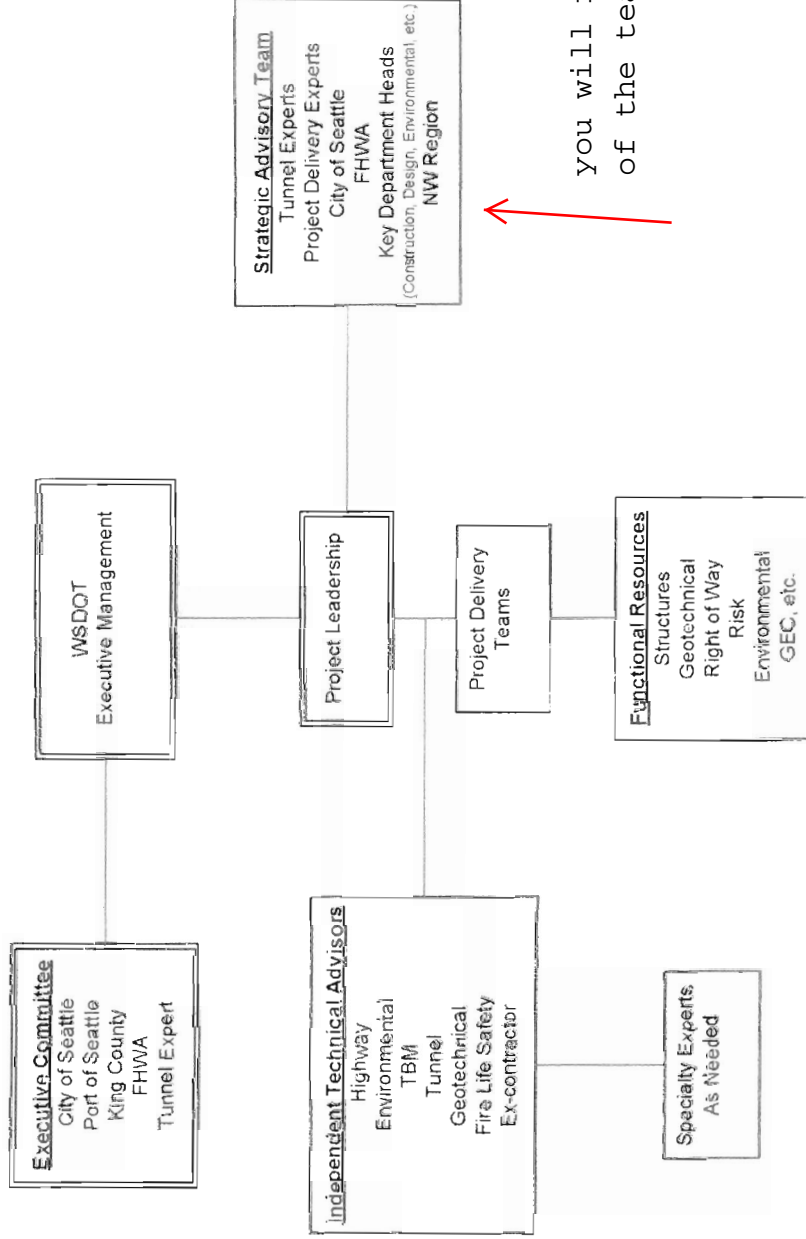 Executive Committee
City of Seattle
Port of Seattle
King County
FHWA
Tunnel Expert
WSDOT
Executive Management
Project Leadership
Strategic Advisory Team
Tunnel Experts
Project Delivery Experts
City of Seattle
FHWA
Key Department Heads
(Construction, Design, Environmental, etc.)
NW Region
Independent Technical Advisors
Highway
Environmental
TBM
Tunnel
Geotechnical
Fire Life Safety
Ex-contractor
Project Delivery
Teams
Specialty Experts
As Needed
Functional Resources
Structures
Geotechnical
Right of Way
Risk
Environmental
GEC, etc.
you will
of the